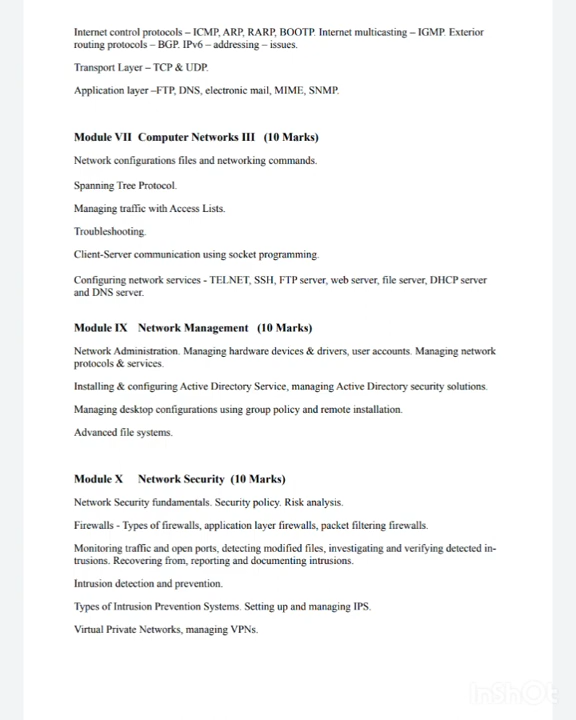 Internet control protocols – ICMP, ARP, RARP, BOOTP. Internet multicasting – IGMP. Exterior
routing protocols – BGP. IPv6 – addressing – issues.
Transport Layer – TCP & UDP.
Application layer –FTP, DNS, electronic mail, MIME, SNMP.
Module VII Computer Networks III (10 Marks)
Network configurations files and networking commands.
Spanning Tree Protocol.
Managing traffic with Access Lists.
Troubleshooting.
Client-Server communication using socket programming.
Configuring network services - TELNET, SSH, FTP server, web server, file server, DHCP server
and DNS server.
Module IX Network Management (10 Marks)
Network Administration. Managing hardware devices & drivers, user accounts. Managing network
protocols & services.
Installing & configuring Active Directory Service, managing Active Directory security solutions.
Managing desktop configurations using group policy and remote installation.
Advanced file systems.
Module X Network Security (10 Marks)
Network Security fundamentals. Security policy. Risk analysis.
Firewalls - Types of firewalls, application layer firewalls, packet filtering firewalls.
Monitoring traffic and open ports, detecting modified files, investigating and verifying detected in-
trusions. Recovering from, reporting and documenting intrusions.
Intrusion detection and prevention.
Types of Intrusion Prevention Systems. Setting up and managing IPS.
Virtual Private Networks, managing VPNs.
InShOt